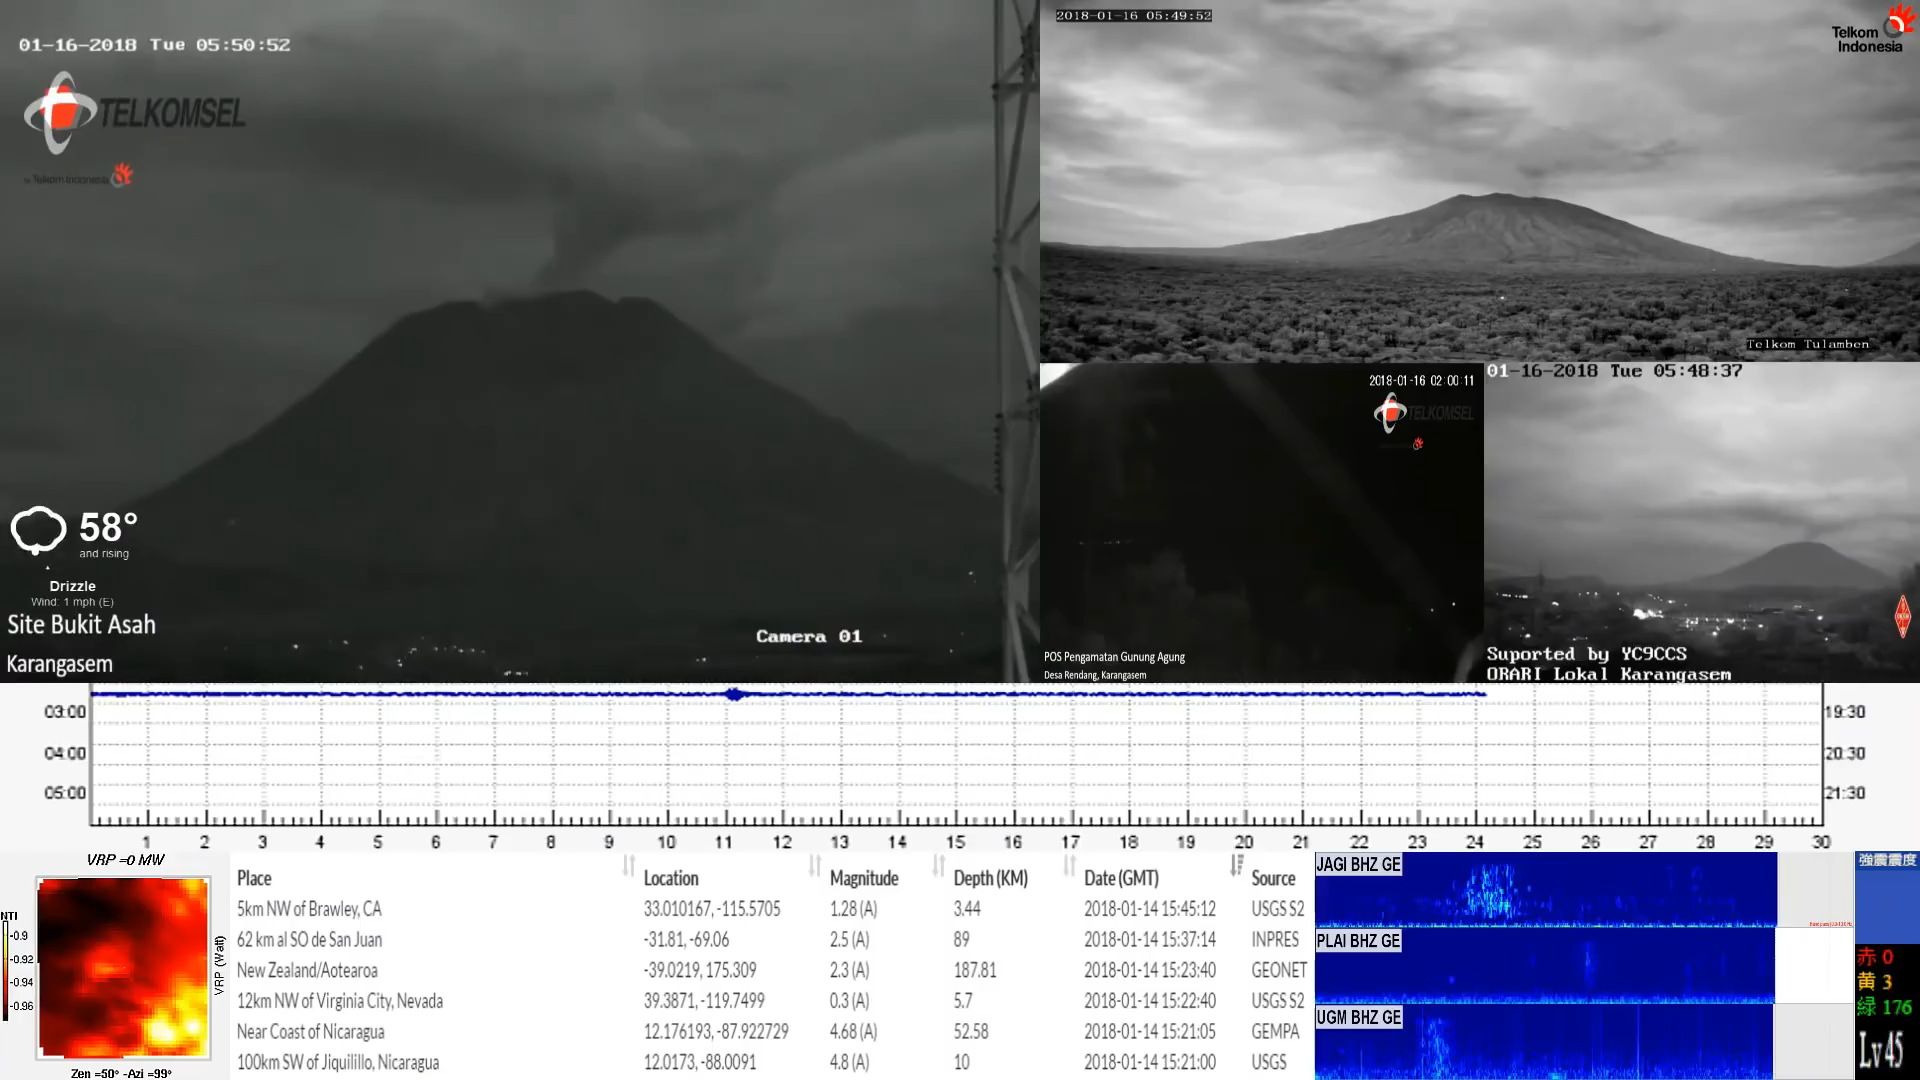 01-16-2018 Tue 05:50:52
TELKOMSEL
by Telkom Indonesia
58°
and rising
Drizzle
Wind: 1 mph (E)
Site Bukit Asah
Karangasem
Camera 01
2018-01-16 05:49:52
Telkom
Indonesia
Telkom Tulamben
2018-01-16 02:00:11
TELKOMSEL
POS Pengamatan Gunung Agung
Desa Rendang, Karangasem
01-16-2018 Tue 05:48:37
Suported by YC9CCS
ORARI Lokal Karangasem
03:00 19:30
04:00 20:30
05:00 21:30
1 2 3 4 5 6 7 8 9 10 11 12 13 14 15 16 17 18 19 20 21 22 23 24 25 26 27 28 29 30
VRP =0 MW
NTI
-0.9
-0.92
-0.94
-0.96
VRP (Watt)
Zen =50° -Azi =99°
Place Location Magnitude Depth (KM) Date (GMT) Source
5km NW of Brawley, CA 33.010167, -115.5705 1.28 (A) 3.44 2018-01-14 15:45:12 USGS S2
62 km al SO de San Juan -31.81, -69.06 2.5 (A) 89 2018-01-14 15:37:14 INPRES
New Zealand/Aotearoa -39.0219, 175.309 2.3 (A) 187.81 2018-01-14 15:23:40 GEONET
12km NW of Virginia City, Nevada 39.3871, -119.7499 0.3 (A) 5.7 2018-01-14 15:22:40 USGS S2
Near Coast of Nicaragua 12.176193, -87.922729 4.68 (A) 52.58 2018-01-14 15:21:05 GEMPA
100km SW of Jiquilillo, Nicaragua 12.0173, -88.0091 4.8 (A) 10 2018-01-14 15:21:00 USGS
JAGI BHZ GE
PLAI BHZ GE
UGM BHZ GE
強震震度
赤 0
黄 3
緑 176
Lv45